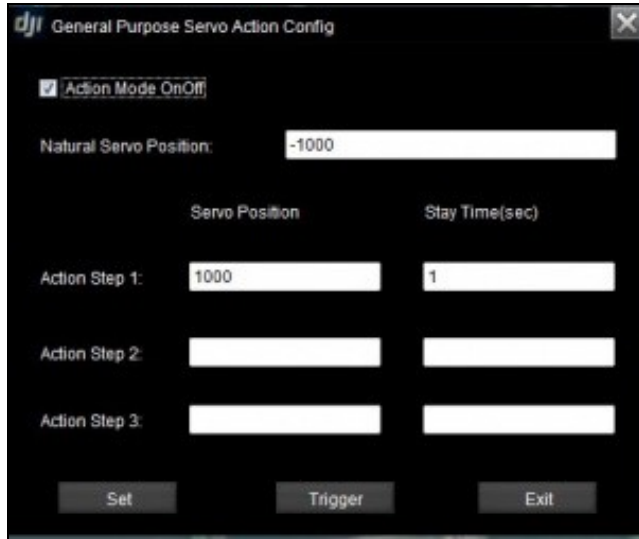 dji General Purpose Servo Action Config
Action Mode OnOff
Natural Servo Position: -1000
Servo Position Stay Time(sec)
Action Step 1: 1000 1
Action Step 2:
Action Step 3:
Set Trigger Exit